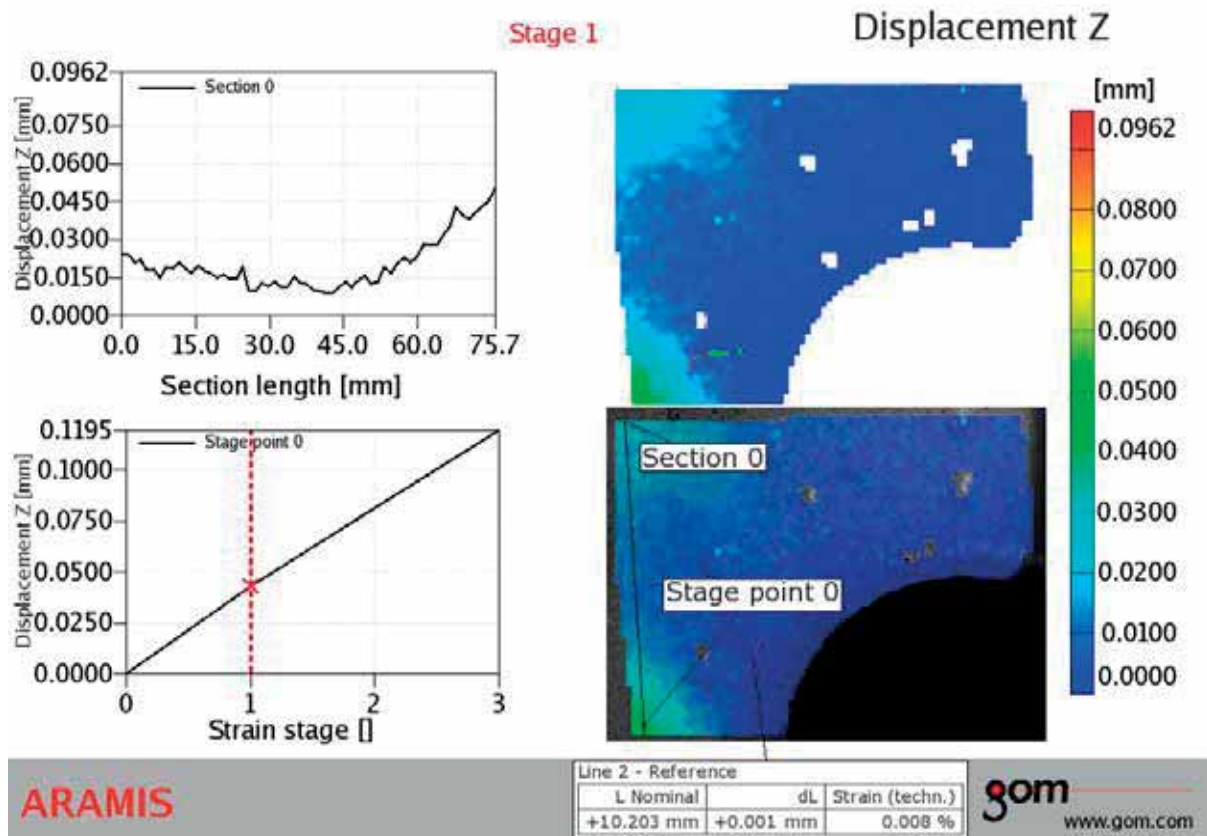 Stage 1
Displacement Z
0.0962
0.0750
0.0600
0.0450
0.0300
0.0150
0.0000
Displacement Z [mm]
Section 0
0.0 15.0 30.0 45.0 60.0 75.7
Section length [mm]
0.1195
0.1000
0.0750
0.0500
0.0250
0.0000
Displacement Z [mm]
Stage point 0
0 1 2 3
Strain stage []
[mm]
0.0962
0.0800
0.0700
0.0600
0.0500
0.0400
0.0300
0.0200
0.0100
0.0000
Section 0
Stage point 0
ARAMIS
Line 2 - Reference
L Nominal dL Strain (techn.)
+10.203 mm +0.001 mm 0.008 %
gom
www.gom.com